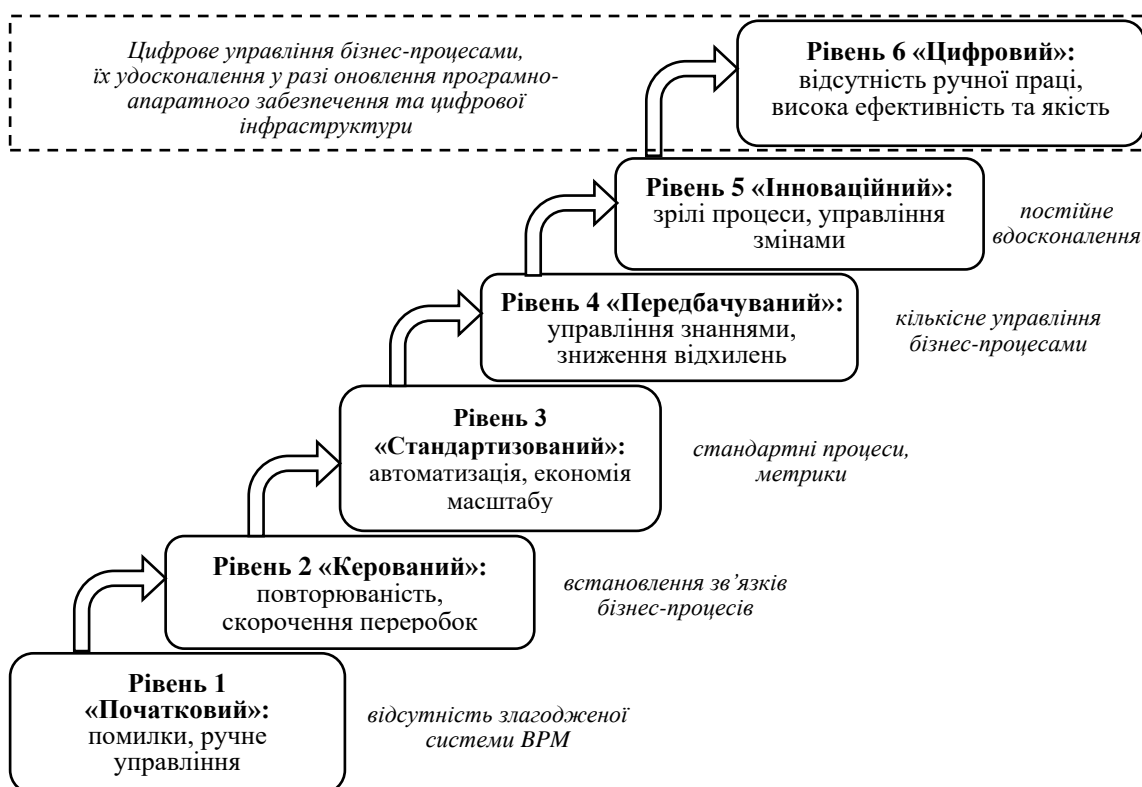 Цифрове управління бізнес-процесами,
їх удосконалення у разі оновлення програмно-
апаратного забезпечення та цифрової
інфраструктури
Рівень 6 «Цифровий»:
відсутність ручної праці,
висока ефективність та якість
Рівень 5 «Інноваційний»:
зрілі процеси, управління
змінами
постійне
вдосконалення
Рівень 4 «Передбачуваний»:
управління знаннями,
зниження відхилень
кількісне управління
бізнес-процесами
Рівень 3
«Стандартизований»:
автоматизація, економія
масштабу
стандартні процеси,
метрики
Рівень 2 «Керований»:
повторюваність,
скорочення переробок
встановлення зв’язків
бізнес-процесів
Рівень 1
«Початковий»:
помилки, ручне
управління
відсутність злагодженої
системи BPM